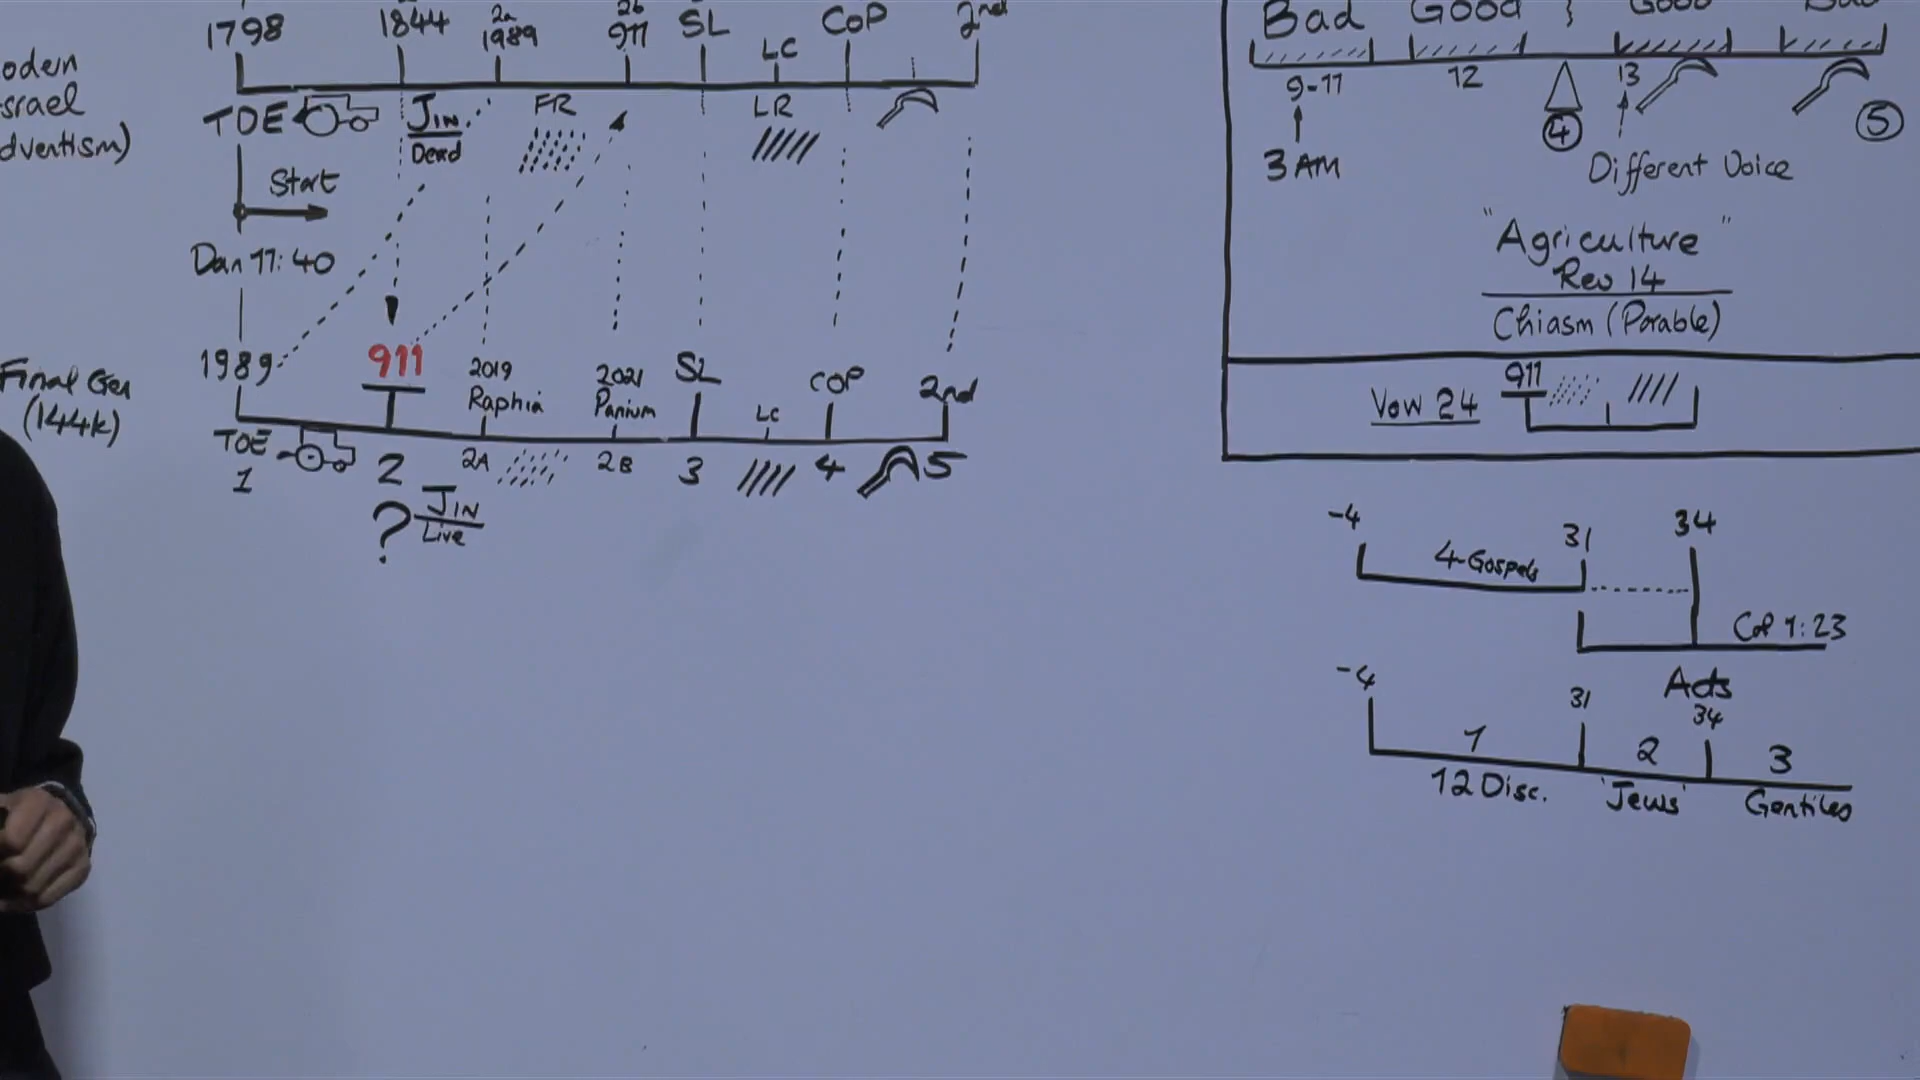 1798 1844 2a 1989 2b 911 SL LC CoP 2nd
odern
srael
dventism)
TOE JIN Dead FR LR
Start
Dan 11:40
Final Gen
(144k)
1989 911 2019 Raphia 2021 Panium SL LC COP 2nd
TOE
1 2 2A 2B 3 4 5
? JIN
Live
Bad Good
9-11 12 4 13 5
3 AM
Different Voice
"Agriculture"
Rev 14
Chiasm (Parable)
Vow 24 911
-4 31 34
4-Gospels
Col 1:23
Acts
-4 31 34
1 2 3
12 Disc. 'Jews' Gentiles